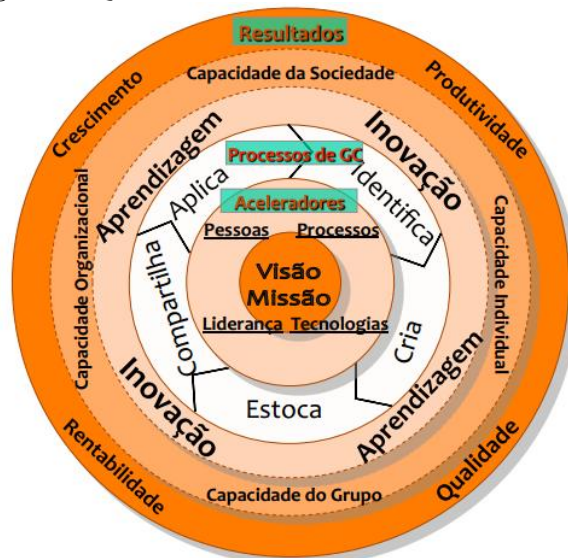 Resultados
Capacidade da Sociedade
Crescimento
Produtividade
Aprendizagem
Inovação
Processos de GC
Aplica
Identifica
Aceleradores
Pessoas
Processos
Capacidade Organizacional
Capacidade Individual
Visão
Missão
Compartilha
Cria
Liderança
Tecnologias
Estoca
Inovação
Aprendizagem
Rentabilidade
Qualidade
Capacidade do Grupo